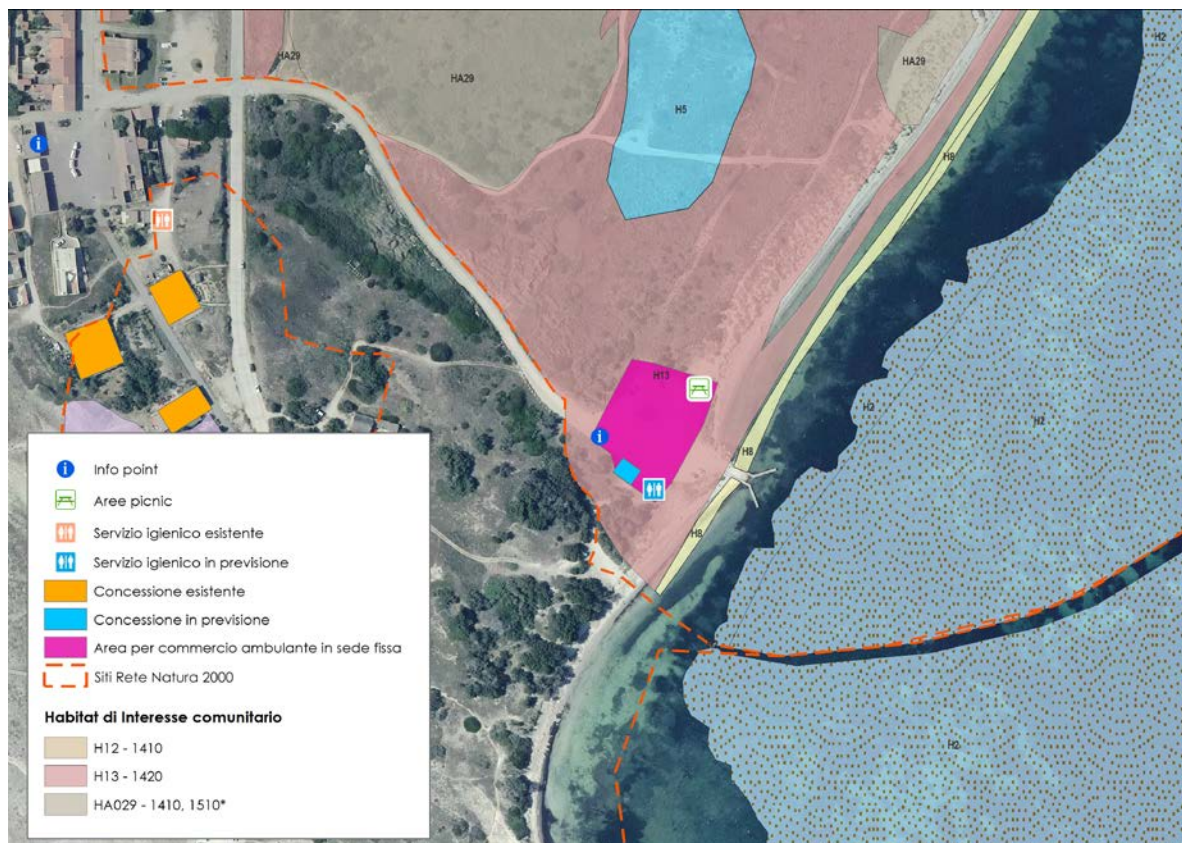 HA29
HA29
HA29
H2
H5
H8
H13
H2
H2
H8
H8
H2
Info point
Aree picnic
Servizio igienico esistente
Servizio igienico in previsione
Concessione esistente
Concessione in previsione
Area per commercio ambulante in sede fissa
Siti Rete Natura 2000
Habitat di Interesse comunitario
H12 - 1410
H13 - 1420
HA029 - 1410, 1510*